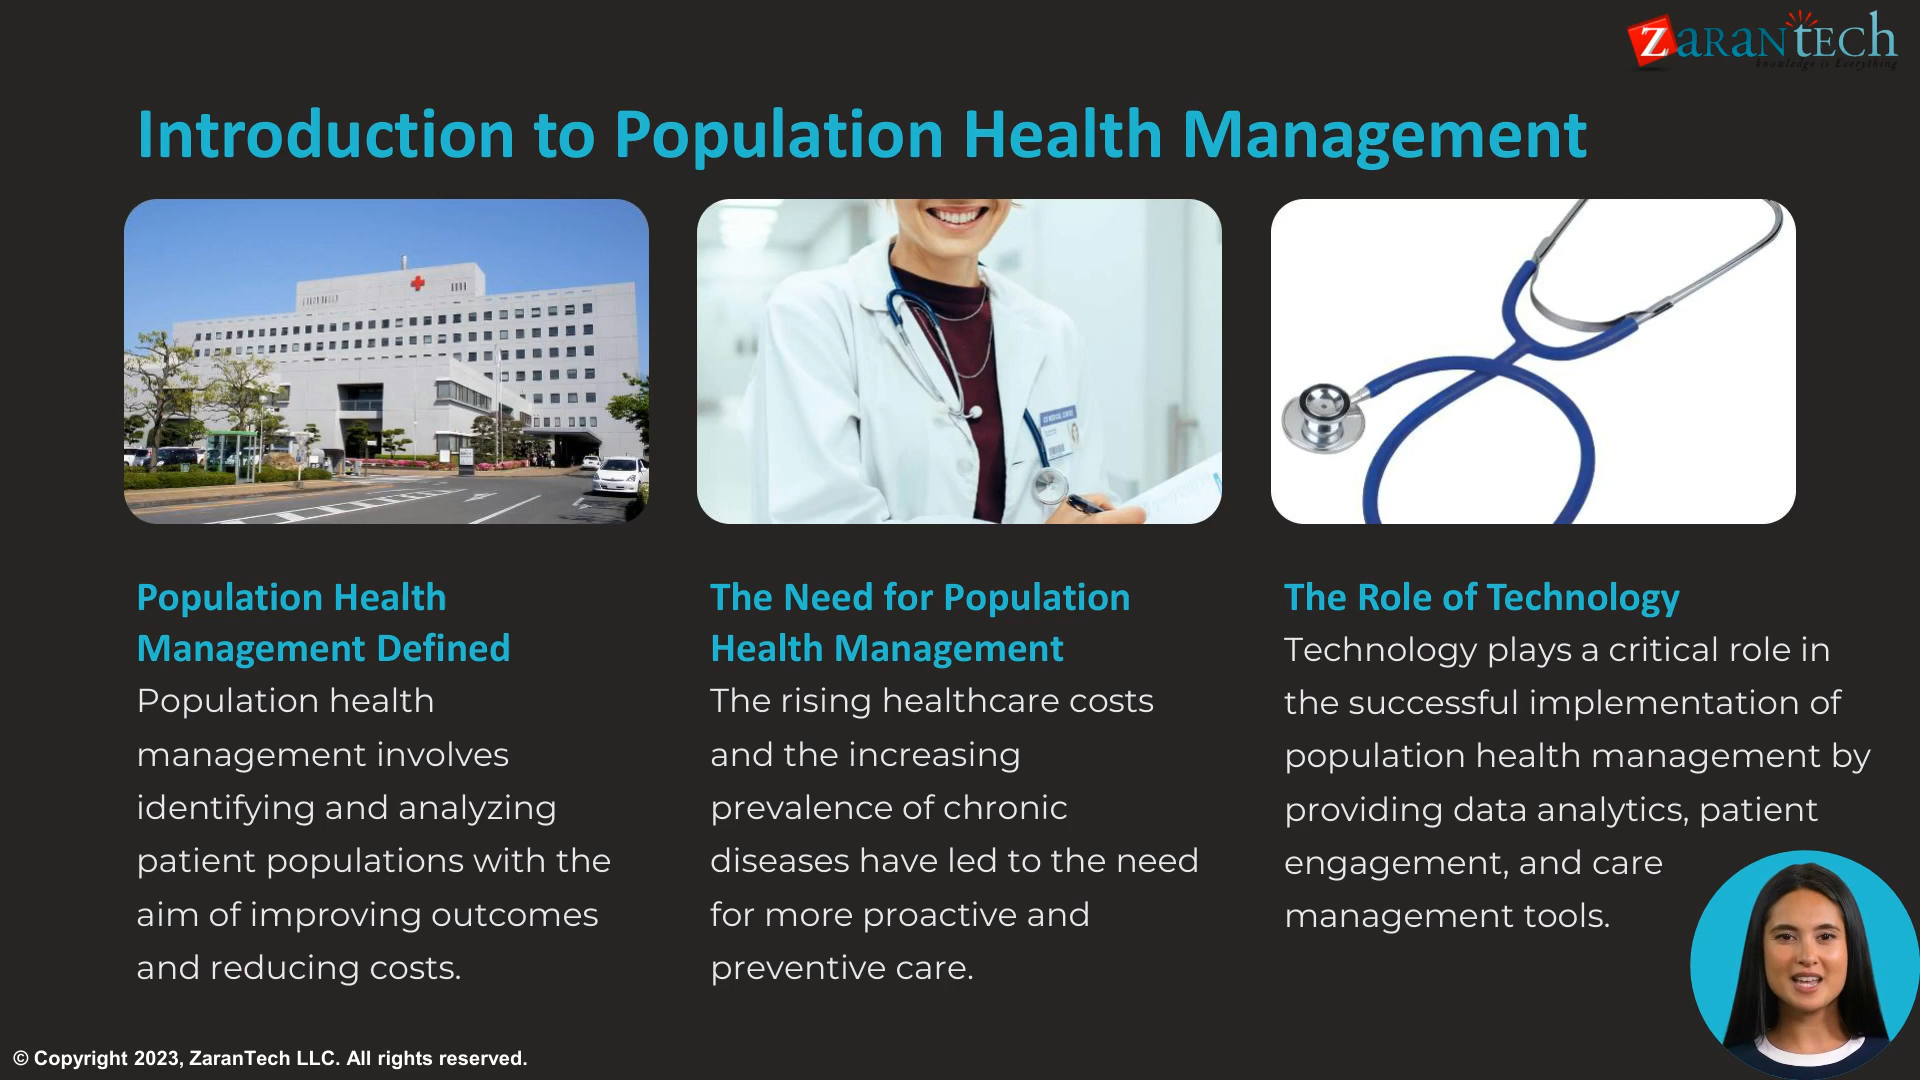 ZaranTech
Knowledge is Everything
Introduction to Population Health Management
Population Health
Management Defined
Population health
management involves
identifying and analyzing
patient populations with the
aim of improving outcomes
and reducing costs.
The Need for Population
Health Management
The rising healthcare costs
and the increasing
prevalence of chronic
diseases have led to the need
for more proactive and
preventive care.
The Role of Technology
Technology plays a critical role in
the successful implementation of
population health management by
providing data analytics, patient
engagement, and care
management tools.
© Copyright 2023, ZaranTech LLC. All rights reserved.